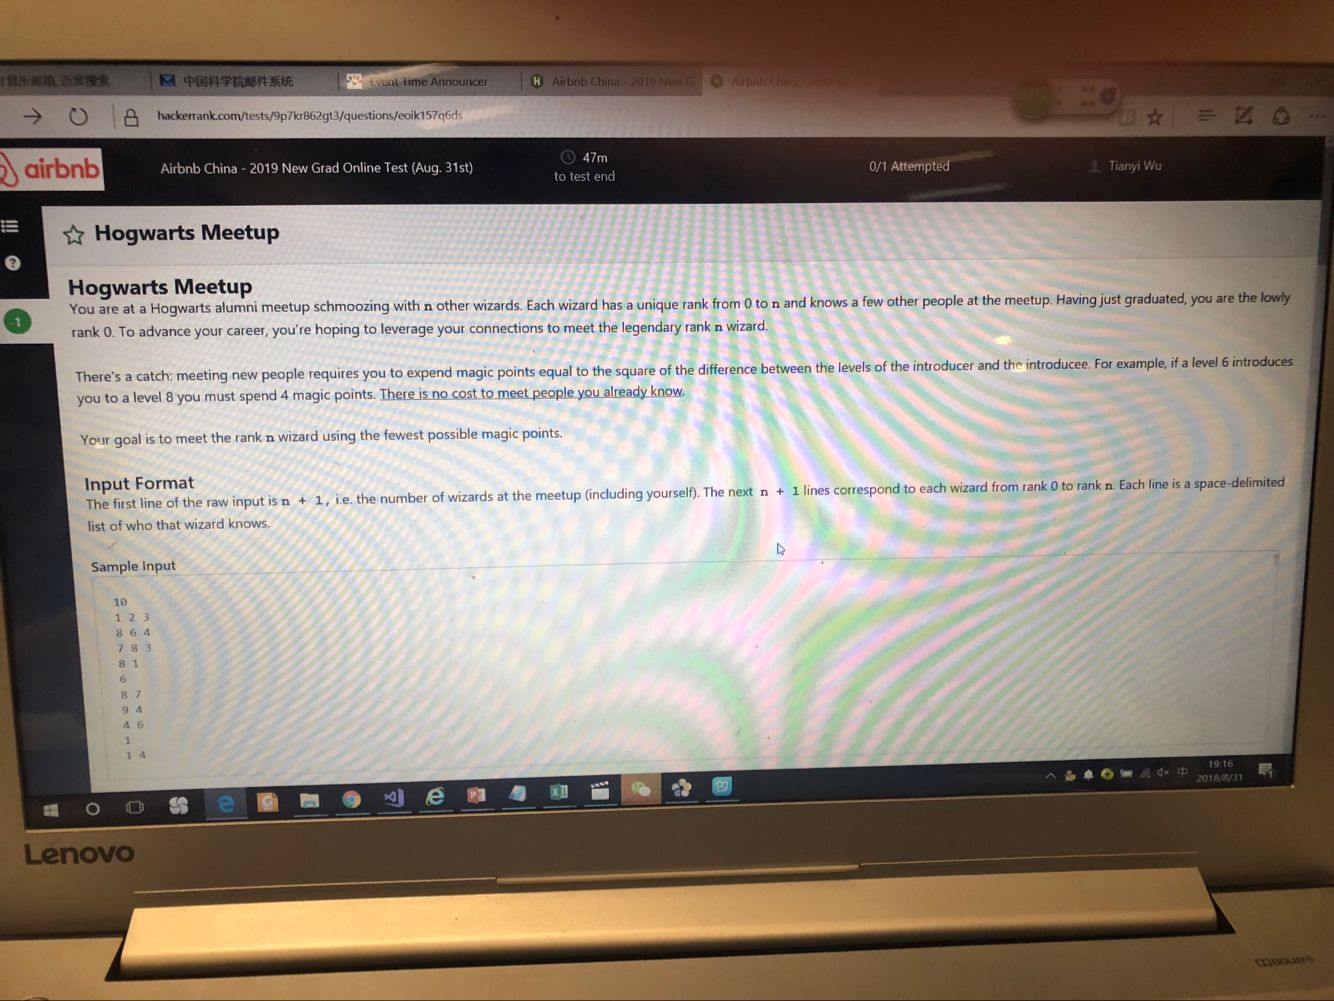 百度搜索
中国科学院邮件系统
Event Time Announcer
Airbnb China - 2019 New G
Airbnb China
hackerrank.com/tests/9p7kr862gt3/questions/eoik157q6ds
airbnb
Airbnb China - 2019 New Grad Online Test (Aug. 31st)
47m
to test end
0/1 Attempted
Tianyi Wu
Hogwarts Meetup
?
1
Hogwarts Meetup
You are at a Hogwarts alumni meetup schmoozing with n other wizards. Each wizard has a unique rank from 0 to n and knows a few other people at the meetup. Having just graduated, you are the lowly
rank 0. To advance your career, you're hoping to leverage your connections to meet the legendary rank n wizard.
There's a catch: meeting new people requires you to expend magic points equal to the square of the difference between the levels of the introducer and the introducee. For example, if a level 6 introduces
you to a level 8 you must spend 4 magic points. There is no cost to meet people you already know.
Your goal is to meet the rank n wizard using the fewest possible magic points.
Input Format
The first line of the raw input is n + 1, i.e. the number of wizards at the meetup (including yourself). The next n + 1 lines correspond to each wizard from rank 0 to rank n. Each line is a space-delimited
list of who that wizard knows.
Sample Input
10
1 2 3
8 6 4
7 8 3
8 1
6
8 7
9 4
4 6
1
1 4
中
19:16
2018/8/31
Lenovo
DOLBY